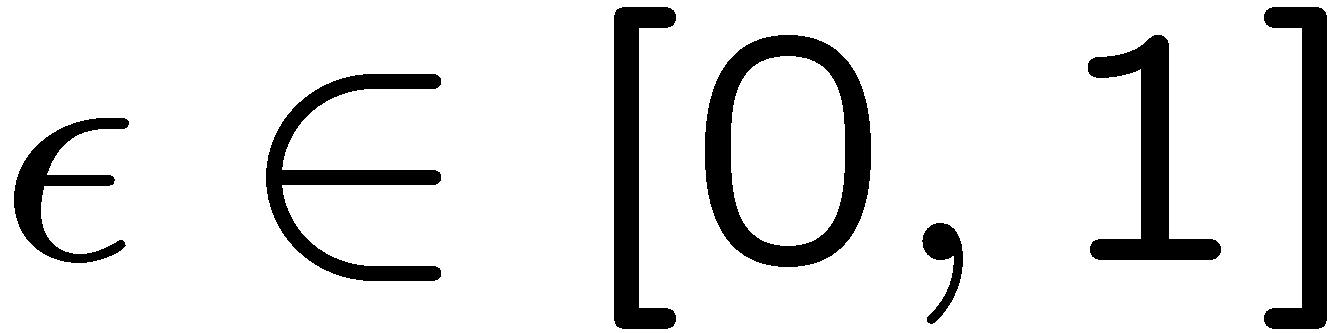 ϵ ∈ [0, 1]